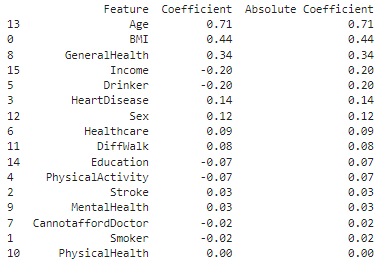 Feature Coefficient Absolute Coefficient
13 Age 0.71 0.71
0 BMI 0.44 0.44
8 GeneralHealth 0.34 0.34
15 Income -0.20 0.20
5 Drinker -0.20 0.20
3 HeartDisease 0.14 0.14
12 Sex 0.12 0.12
6 Healthcare 0.09 0.09
11 DiffWalk 0.08 0.08
14 Education -0.07 0.07
4 PhysicalActivity -0.07 0.07
2 Stroke 0.03 0.03
9 MentalHealth 0.03 0.03
7 CannotaffordDoctor -0.02 0.02
1 Smoker -0.02 0.02
10 PhysicalHealth 0.00 0.00